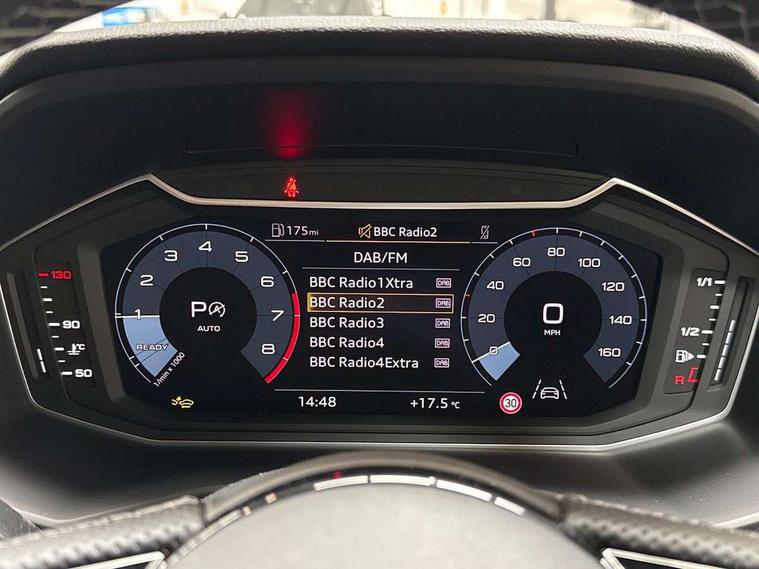 175mi
BBC Radio2
DAB/FM
BBC Radio1Xtra DAB
BBC Radio2 DAB
BBC Radio3 DAB
BBC Radio4 DAB
BBC Radio4Extra DAB
14:48
+17.5 °C
1 2 3 4 5 6 7 8
P
AUTO
READY
1/min x 1000
0 20 40 60 80 100 120 140 160
0
MPH
30
130
90
°C
50
1/1
1/2
R